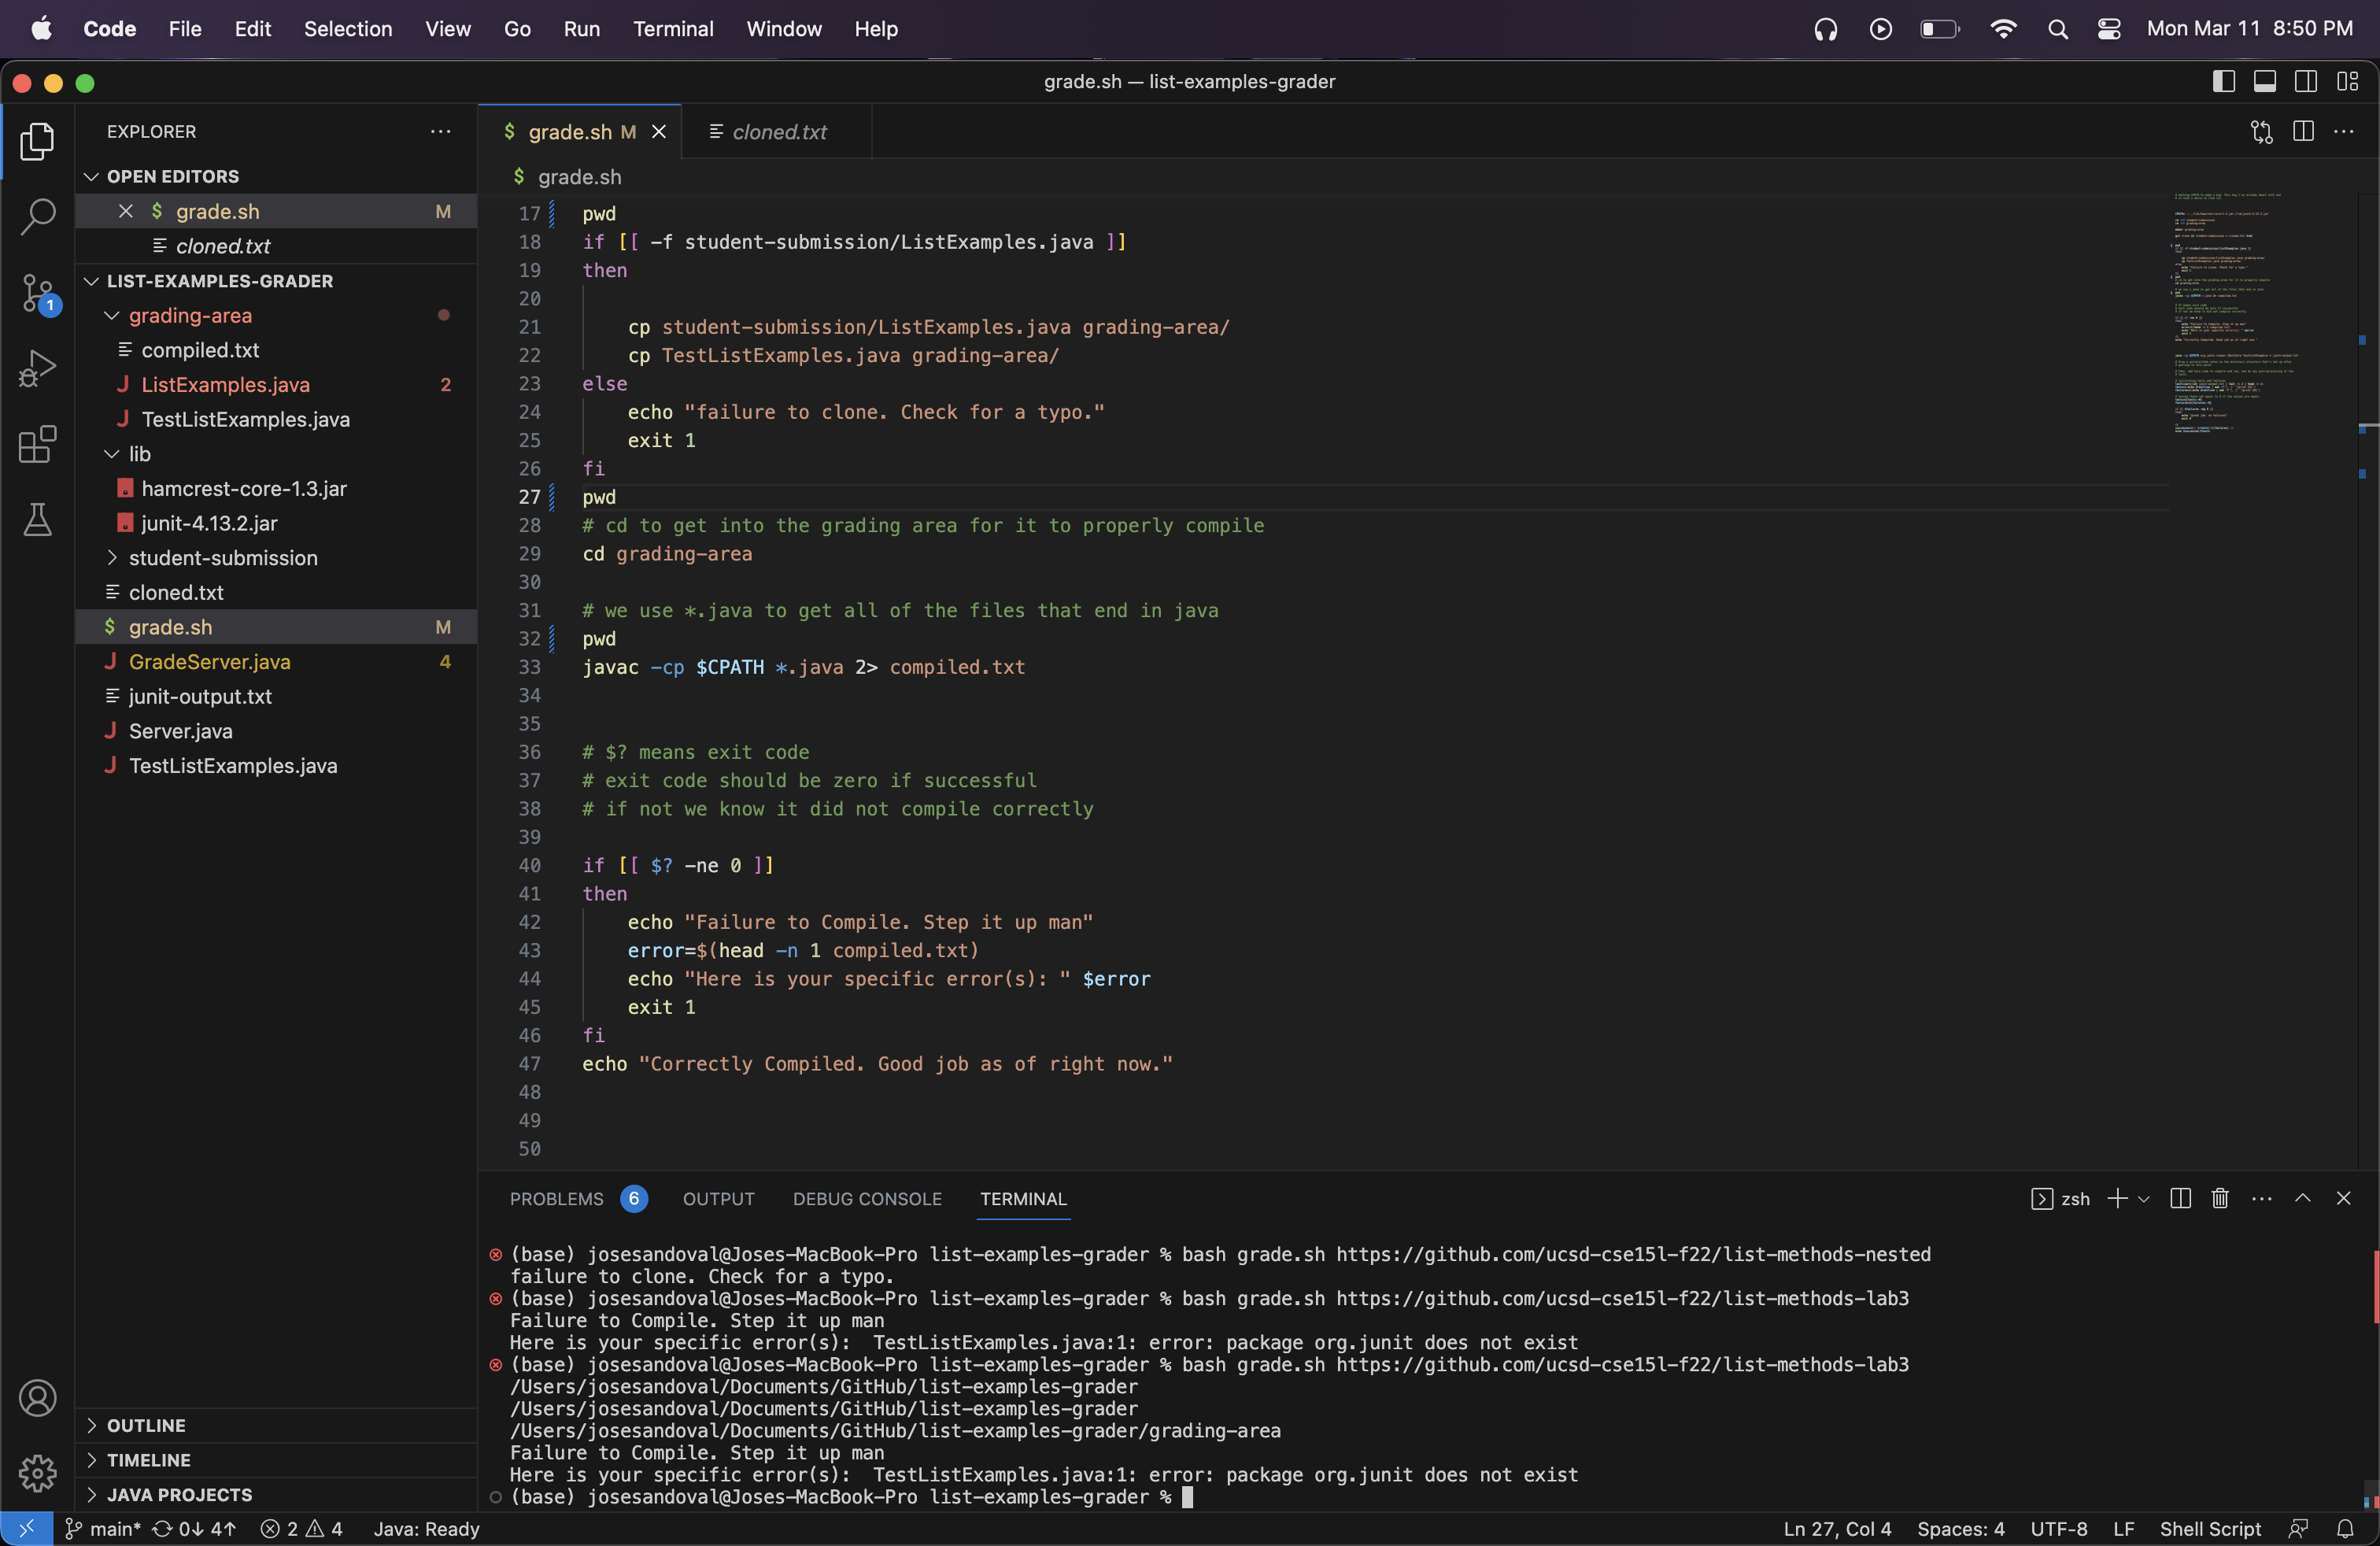 Code File Edit Selection View Go Run Terminal Window Help Mon Mar 11 8:50 PM
grade.sh — list-examples-grader
EXPLORER
OPEN EDITORS
grade.sh M
cloned.txt
LIST-EXAMPLES-GRADER
grading-area
compiled.txt
ListExamples.java 2
TestListExamples.java
lib
hamcrest-core-1.3.jar
junit-4.13.2.jar
student-submission
cloned.txt
grade.sh M
GradeServer.java 4
junit-output.txt
Server.java
TestListExamples.java
OUTLINE
TIMELINE
JAVA PROJECTS
1
$ grade.sh M
cloned.txt
$ grade.sh
17 pwd
18 if [[ -f student-submission/ListExamples.java ]]
19 then
20
21 cp student-submission/ListExamples.java grading-area/
22 cp TestListExamples.java grading-area/
23 else
24 echo "failure to clone. Check for a typo."
25 exit 1
26 fi
27 pwd
28 # cd to get into the grading area for it to properly compile
29 cd grading-area
30
31 # we use *.java to get all of the files that end in java
32 pwd
33 javac -cp $CPATH *.java 2> compiled.txt
34
35
36 # $? means exit code
37 # exit code should be zero if successful
38 # if not we know it did not compile correctly
39
40 if [[ $? -ne 0 ]]
41 then
42 echo "Failure to Compile. Step it up man"
43 error=$(head -n 1 compiled.txt)
44 echo "Here is your specific error(s): " $error
45 exit 1
46 fi
47 echo "Correctly Compiled. Good job as of right now."
48
49
50
PROBLEMS 6 OUTPUT DEBUG CONSOLE TERMINAL zsh
(base) josesandoval@Joses-MacBook-Pro list-examples-grader % bash grade.sh https://github.com/ucsd-cse15l-f22/list-methods-nested
failure to clone. Check for a typo.
(base) josesandoval@Joses-MacBook-Pro list-examples-grader % bash grade.sh https://github.com/ucsd-cse15l-f22/list-methods-lab3
Failure to Compile. Step it up man
Here is your specific error(s):  TestListExamples.java:1: error: package org.junit does not exist
(base) josesandoval@Joses-MacBook-Pro list-examples-grader % bash grade.sh https://github.com/ucsd-cse15l-f22/list-methods-lab3
/Users/josesandoval/Documents/GitHub/list-examples-grader
/Users/josesandoval/Documents/GitHub/list-examples-grader
/Users/josesandoval/Documents/GitHub/list-examples-grader/grading-area
Failure to Compile. Step it up man
Here is your specific error(s):  TestListExamples.java:1: error: package org.junit does not exist
(base) josesandoval@Joses-MacBook-Pro list-examples-grader %
main* 0↓ 4↑ 2 4 Java: Ready Ln 27, Col 4 Spaces: 4 UTF-8 LF Shell Script